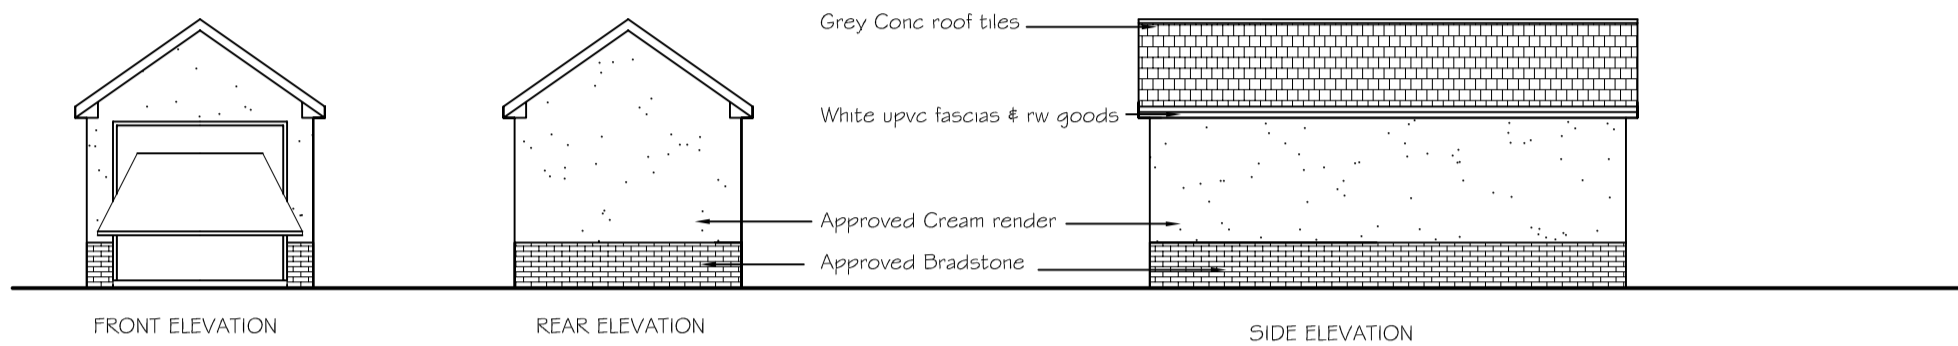 Grey Conc roof tiles
White upvc fascias & rw goods
Approved Cream render
Approved Bradstone
FRONT ELEVATION
REAR ELEVATION
SIDE ELEVATION